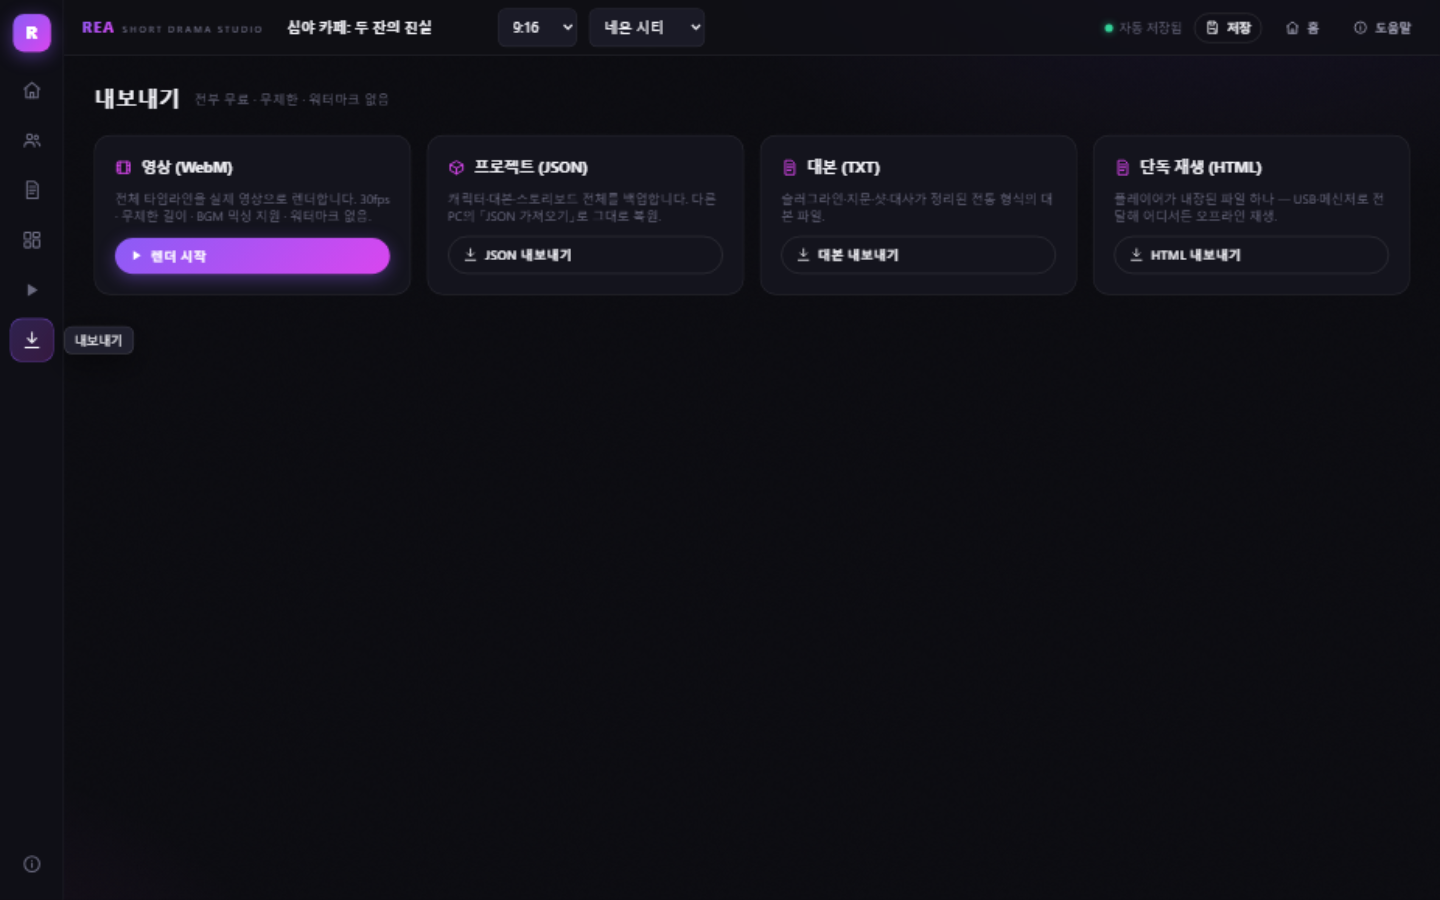 R
REA SHORT DRAMA STUDIO 심야 카페: 두 잔의 진실 9:16 네온 시티 자동 저장됨 저장 홈 도움말
내보내기 전부 무료 · 무제한 · 워터마크 없음
영상 (WebM)
전체 타임라인을 실제 영상으로 렌더합니다. 30fps
· 무제한 길이 · BGM 믹싱 지원 · 워터마크 없음.
렌더 시작
프로젝트 (JSON)
캐릭터·대본·스토리보드 전체를 백업합니다. 다른
PC의 「JSON 가져오기」로 그대로 복원.
JSON 내보내기
대본 (TXT)
슬러그라인·지문·샷·대사가 정리된 전통 형식의 대
본 파일.
대본 내보내기
단독 재생 (HTML)
플레이어가 내장된 파일 하나 — USB·메신저로 전
달해 어디서든 오프라인 재생.
HTML 내보내기
내보내기